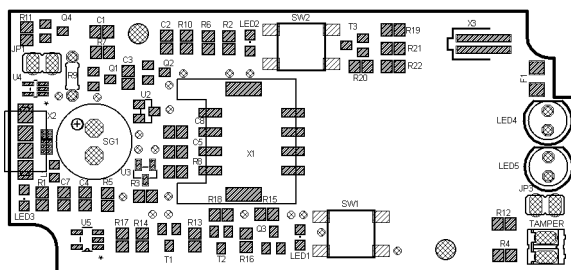 R11
Q4
C1
R7
C2
R10
R6
R2
LED2
SW2
T3
R19
R21
R22
R20
X3
JP1
R9
Q1
C3
Q2
F1
U4
U2
X2
SG1
C8
C5
R8
X1
LED4
U3
R3
LED5
R1
C7
C4
R5
LED3
R18
R15
SW1
JP3
U5
R17
R14
R13
T1
T2
R16
Q3
LED1
R12
TAMPER
R4